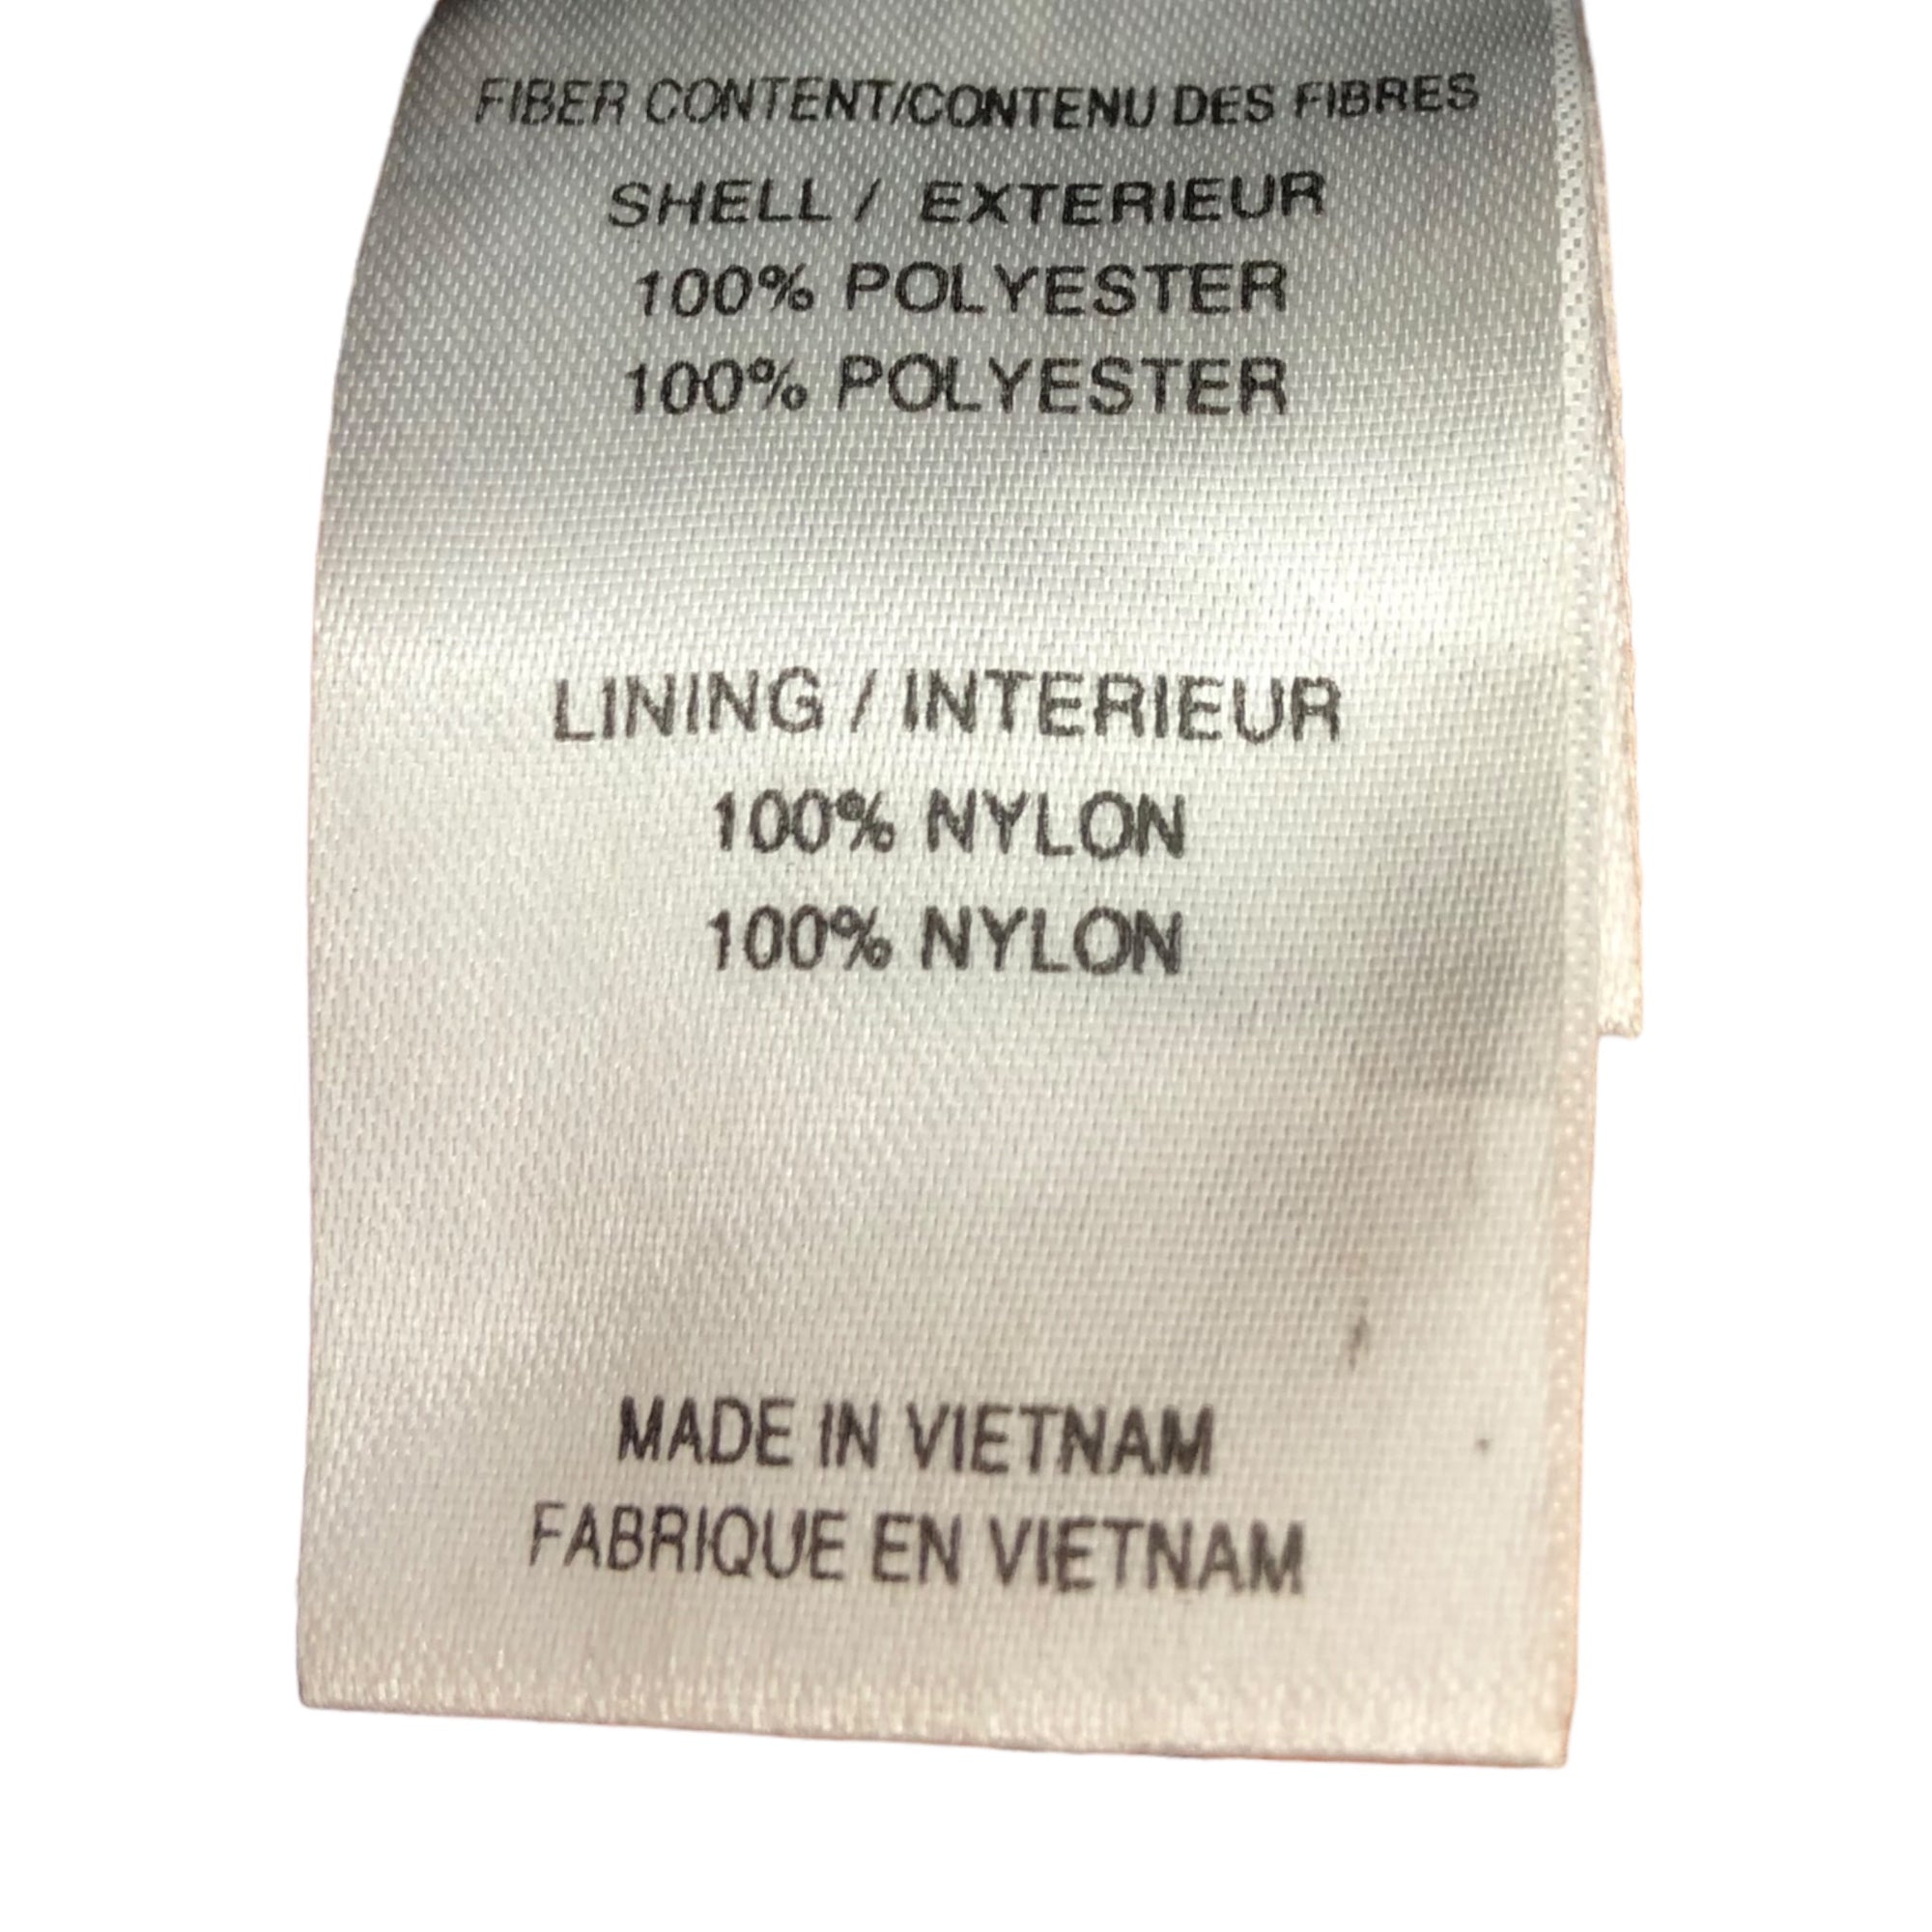 FIBER CONTENT/CONTENU DES FIBRES
SHELL / EXTERIEUR
100% POLYESTER
100% POLYESTER
LINING / INTERIEUR
100% NYLON
100% NYLON
MADE IN VIETNAM
FABRIQUE EN VIETNAM